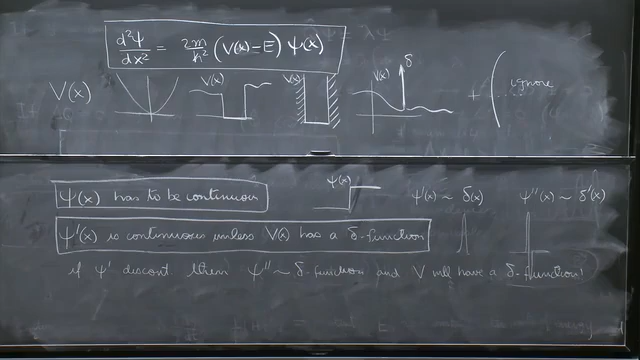 d²Ψ/dx² = 2m/ħ² (V(x)-E) Ψ(x)
V(x) V(x) V(x) V(x) δ + ..... ignore
ψ(x) has to be continuous ψ(x) ψ'(x) ~ δ(x) ψ''(x) ~ δ'(x)
ψ'(x) is continuous unless V(x) has a δ-function
if ψ' discont. then ψ'' ~ δ-function and V will have a δ-function!